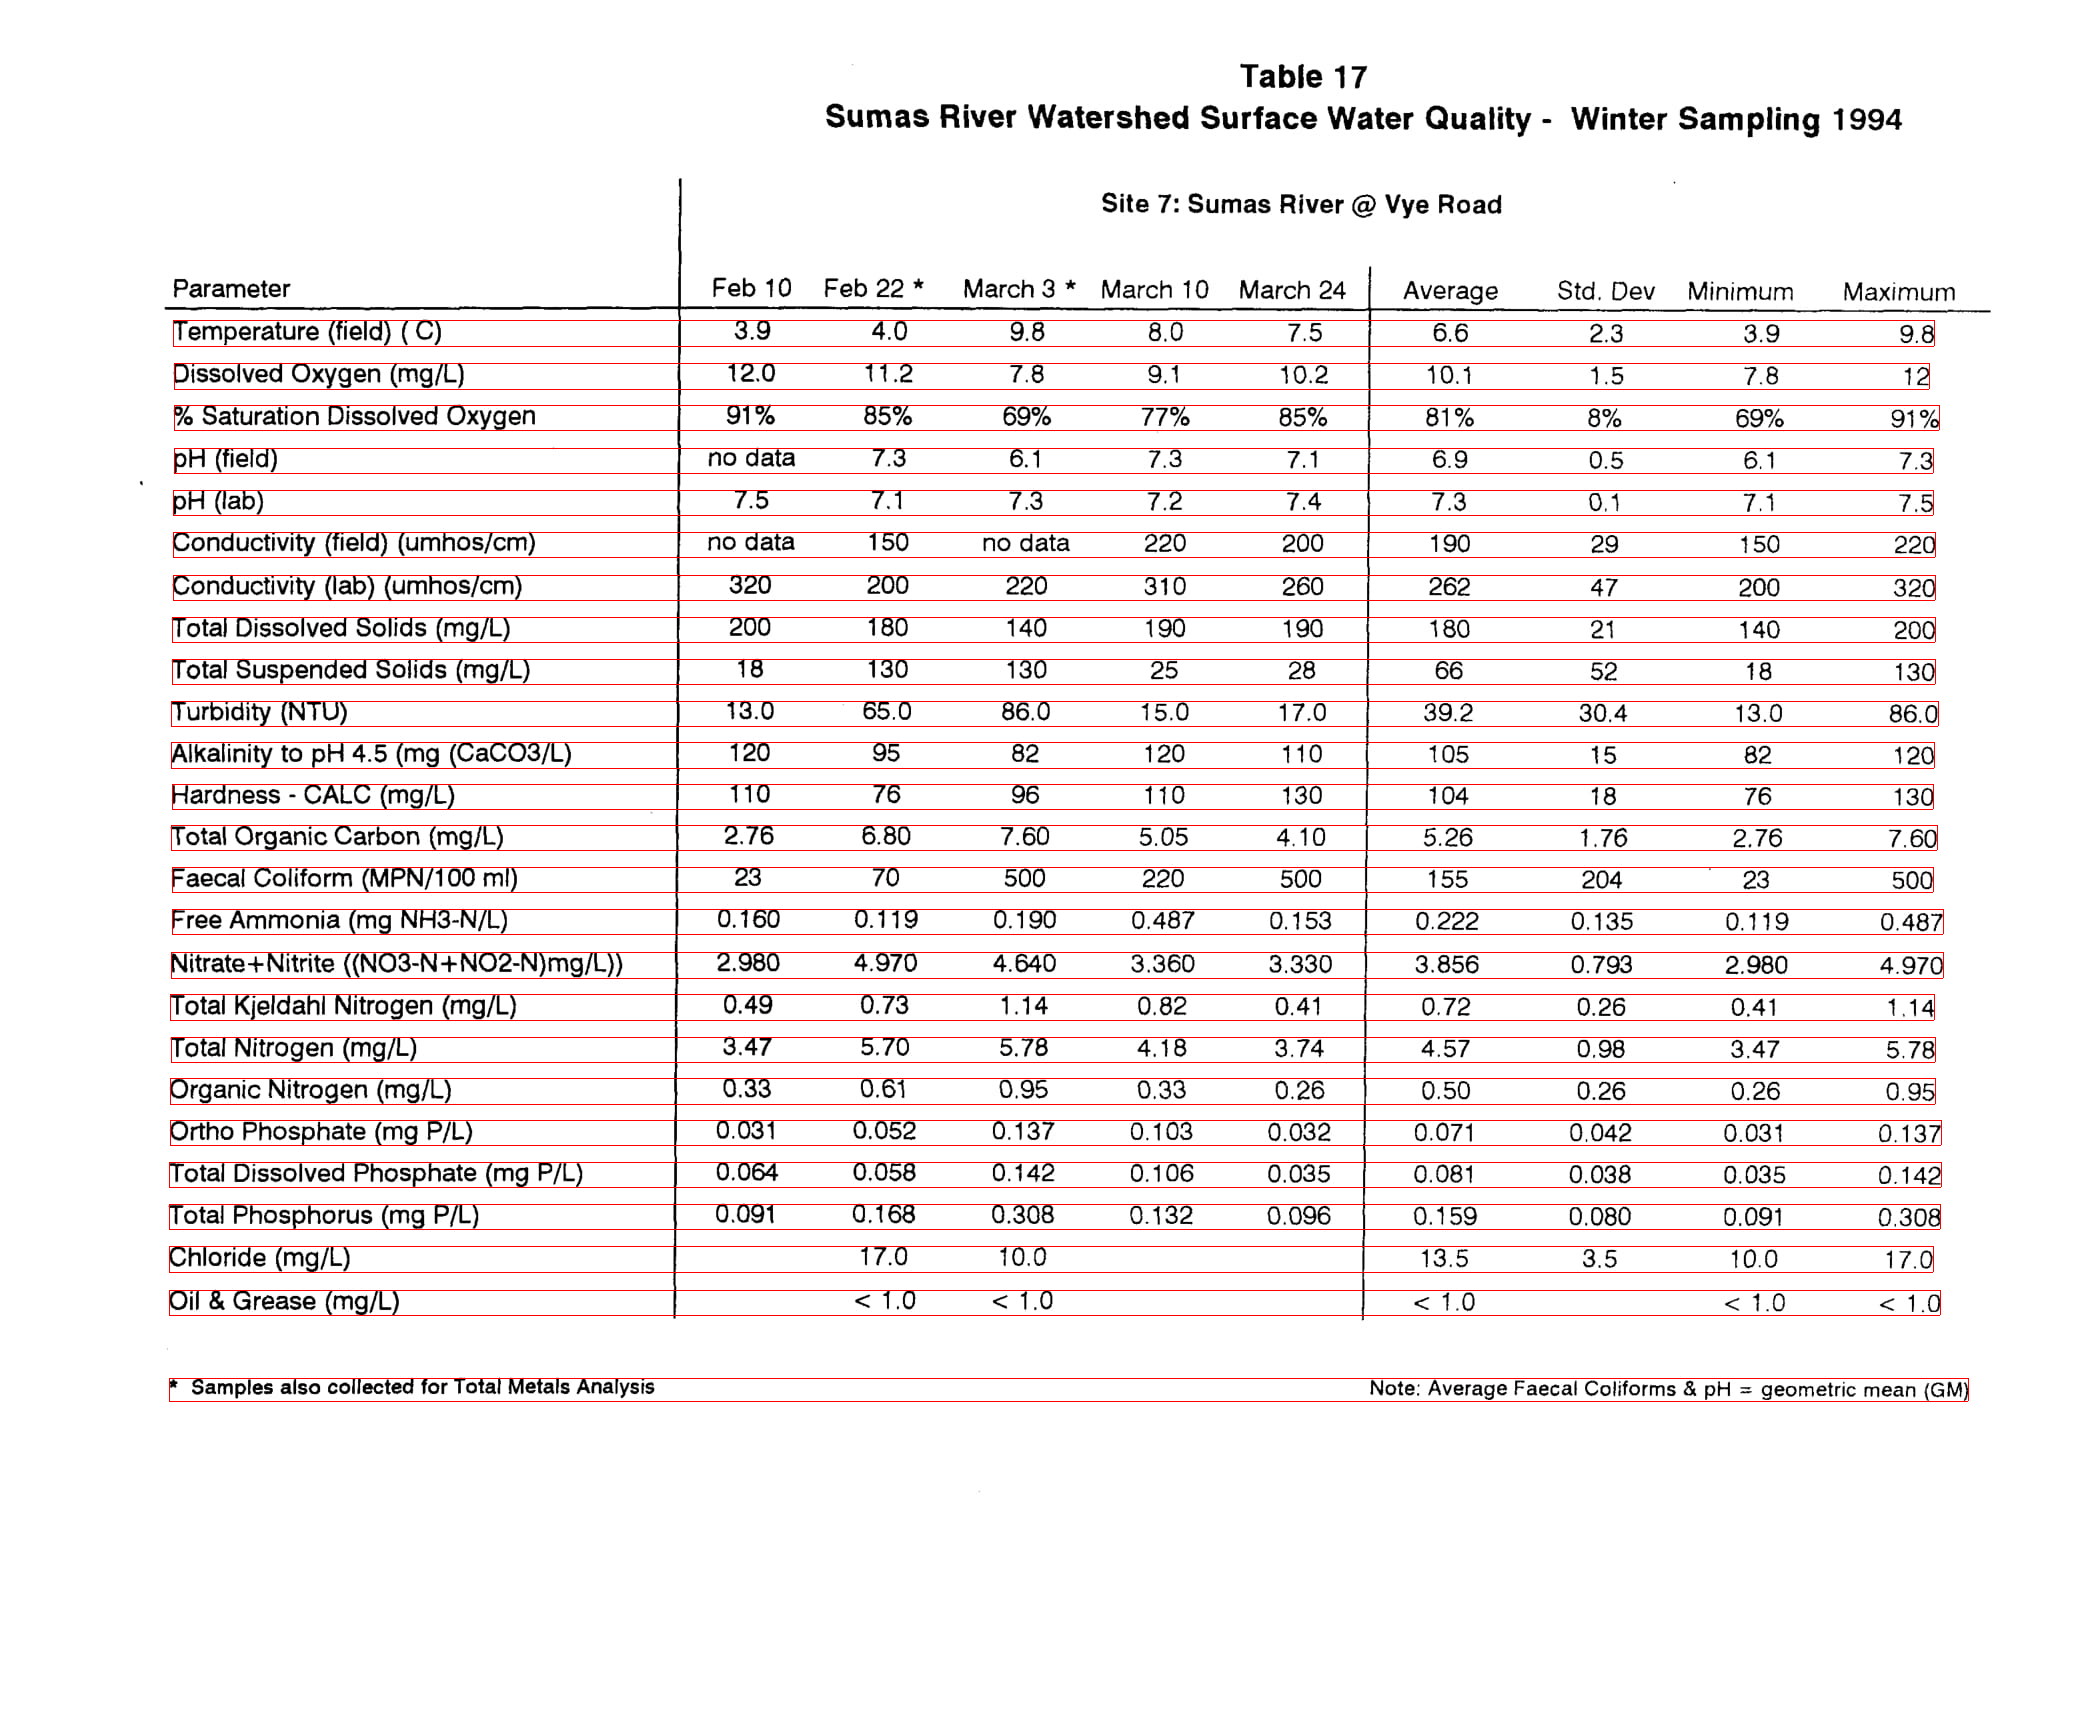 Table 17
Sumas River Watershed Surface Water Quality - Winter Sampling 1994
Site 7: Sumas River @ Vye Road
Parameter Feb 10 Feb 22 * March 3 * March 10 March 24 Average Std. Dev Minimum Maximum
Temperature (field) ( C) 3.9 4.0 9.8 8.0 7.5 6.6 2.3 3.9 9.8
Dissolved Oxygen (mg/L) 12.0 11.2 7.8 9.1 10.2 10.1 1.5 7.8 12
% Saturation Dissolved Oxygen 91% 85% 69% 77% 85% 81% 8% 69% 91%
pH (field) no data 7.3 6.1 7.3 7.1 6.9 0.5 6.1 7.3
pH (lab) 7.5 7.1 7.3 7.2 7.4 7.3 0.1 7.1 7.5
Conductivity (field) (umhos/cm) no data 150 no data 220 200 190 29 150 220
Conductivity (lab) (umhos/cm) 320 200 220 310 260 262 47 200 320
Total Dissolved Solids (mg/L) 200 180 140 190 190 180 21 140 200
Total Suspended Solids (mg/L) 18 130 130 25 28 66 52 18 130
Turbidity (NTU) 13.0 65.0 86.0 15.0 17.0 39.2 30.4 13.0 86.0
Alkalinity to pH 4.5 (mg (CaCO3/L) 120 95 82 120 110 105 15 82 120
Hardness - CALC (mg/L) 110 76 96 110 130 104 18 76 130
Total Organic Carbon (mg/L) 2.76 6.80 7.60 5.05 4.10 5.26 1.76 2.76 7.60
Faecal Coliform (MPN/100 ml) 23 70 500 220 500 155 204 23 500
Free Ammonia (mg NH3-N/L) 0.160 0.119 0.190 0.487 0.153 0.222 0.135 0.119 0.487
Nitrate+Nitrite ((NO3-N+NO2-N)mg/L)) 2.980 4.970 4.640 3.360 3.330 3.856 0.793 2.980 4.970
Total Kjeldahl Nitrogen (mg/L) 0.49 0.73 1.14 0.82 0.41 0.72 0.26 0.41 1.14
Total Nitrogen (mg/L) 3.47 5.70 5.78 4.18 3.74 4.57 0.98 3.47 5.78
Organic Nitrogen (mg/L) 0.33 0.61 0.95 0.33 0.26 0.50 0.26 0.26 0.95
Ortho Phosphate (mg P/L) 0.031 0.052 0.137 0.103 0.032 0.071 0.042 0.031 0.137
Total Dissolved Phosphate (mg P/L) 0.064 0.058 0.142 0.106 0.035 0.081 0.038 0.035 0.142
Total Phosphorus (mg P/L) 0.091 0.168 0.308 0.132 0.096 0.159 0.080 0.091 0.308
Chloride (mg/L) 17.0 10.0 13.5 3.5 10.0 17.0
Oil & Grease (mg/L) < 1.0 < 1.0 < 1.0 < 1.0 < 1.0
* Samples also collected for Total Metals Analysis Note: Average Faecal Coliforms & pH = geometric mean (GM)